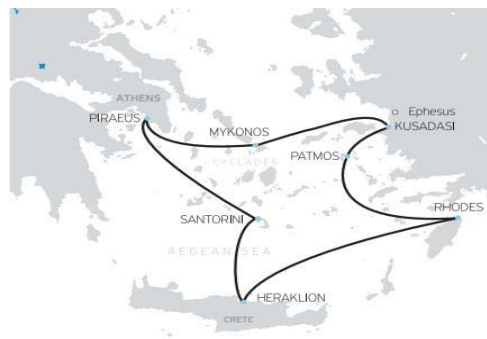 ATHENS
PIRAEUS
Ephesus
KUSADASI
MYKONOS
CYCLADES
PATMOS
RHODES
SANTORINI
AEGEAN SEA
HERAKLION
CRETE